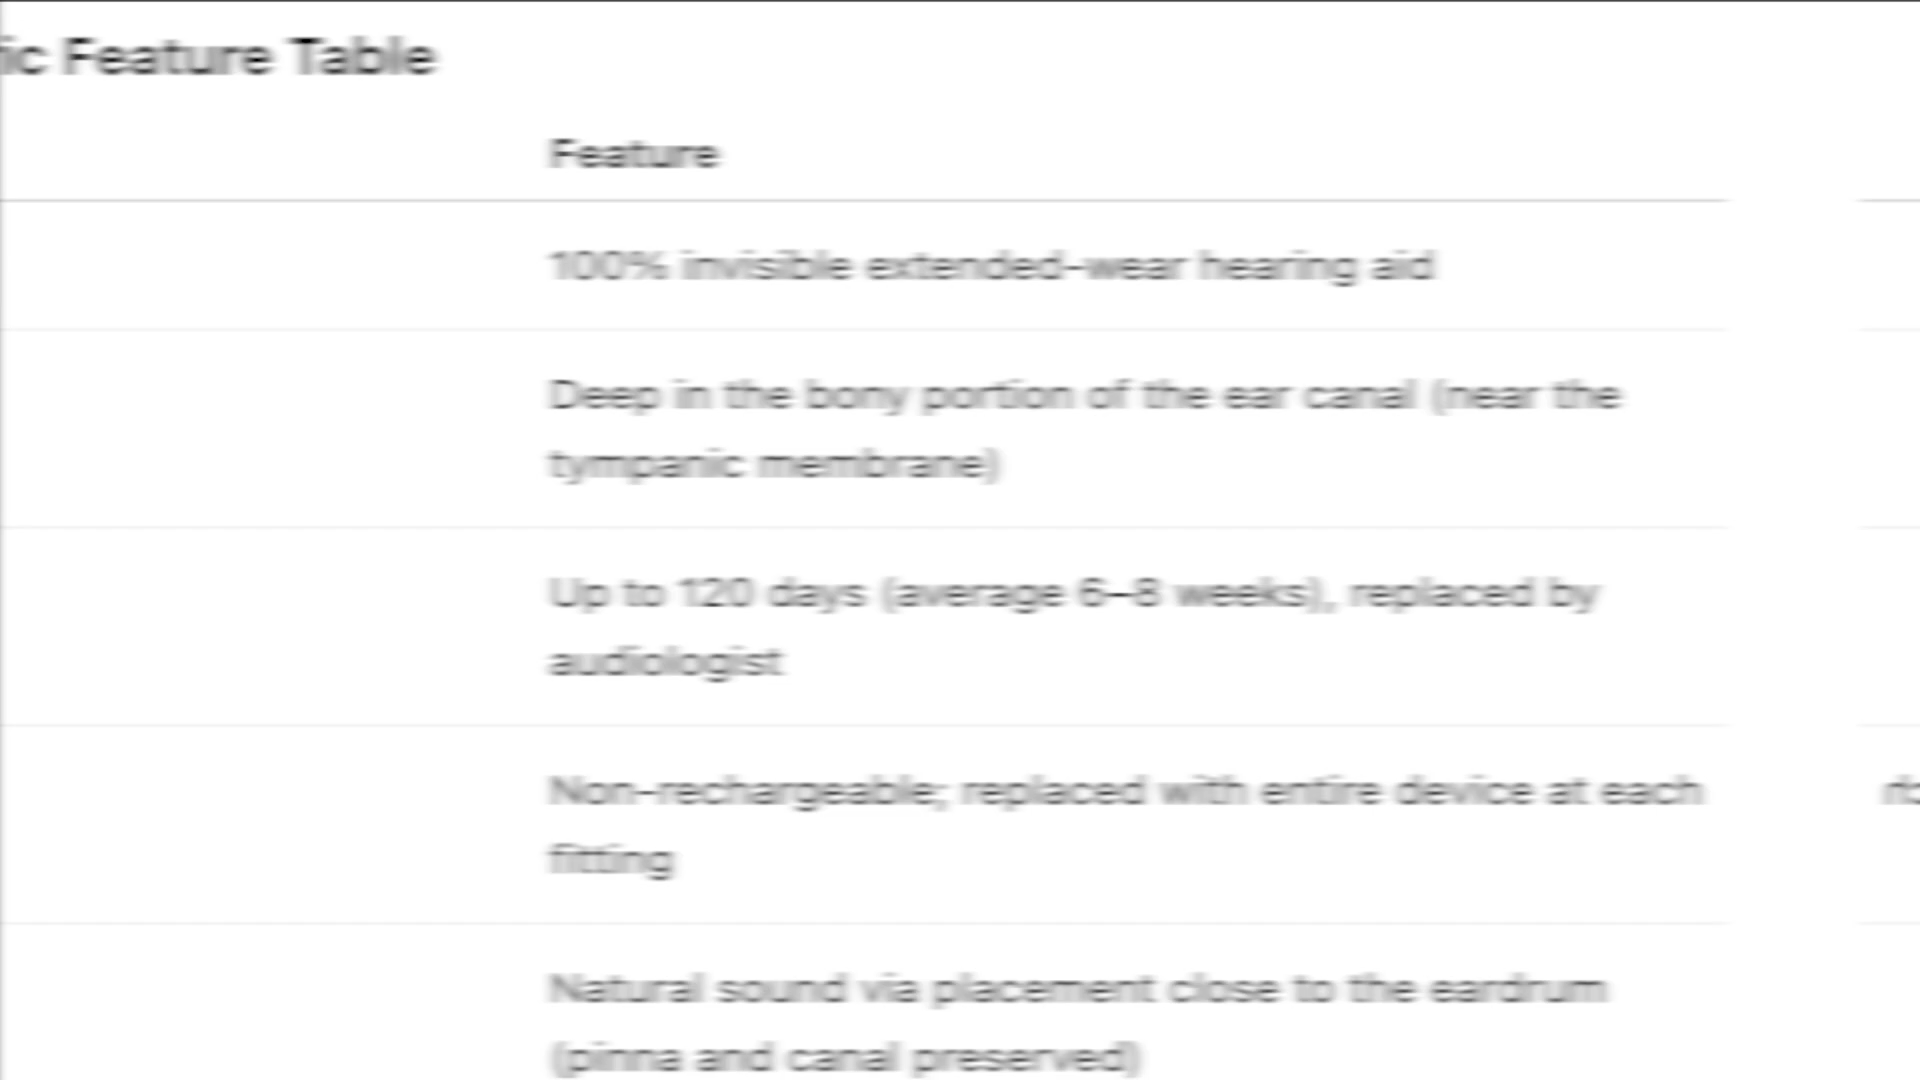 Feature Table
Feature
100% invisible extended-wear hearing aid
Deep in the bony portion of the ear canal (near the
tympanic membrane)
Up to 120 days (average 6–8 weeks), replaced by
audiologist
Non-rechargeable; replaced with entire device at each
fitting
Natural sound via placement close to the eardrum
(pinna and canal preserved)